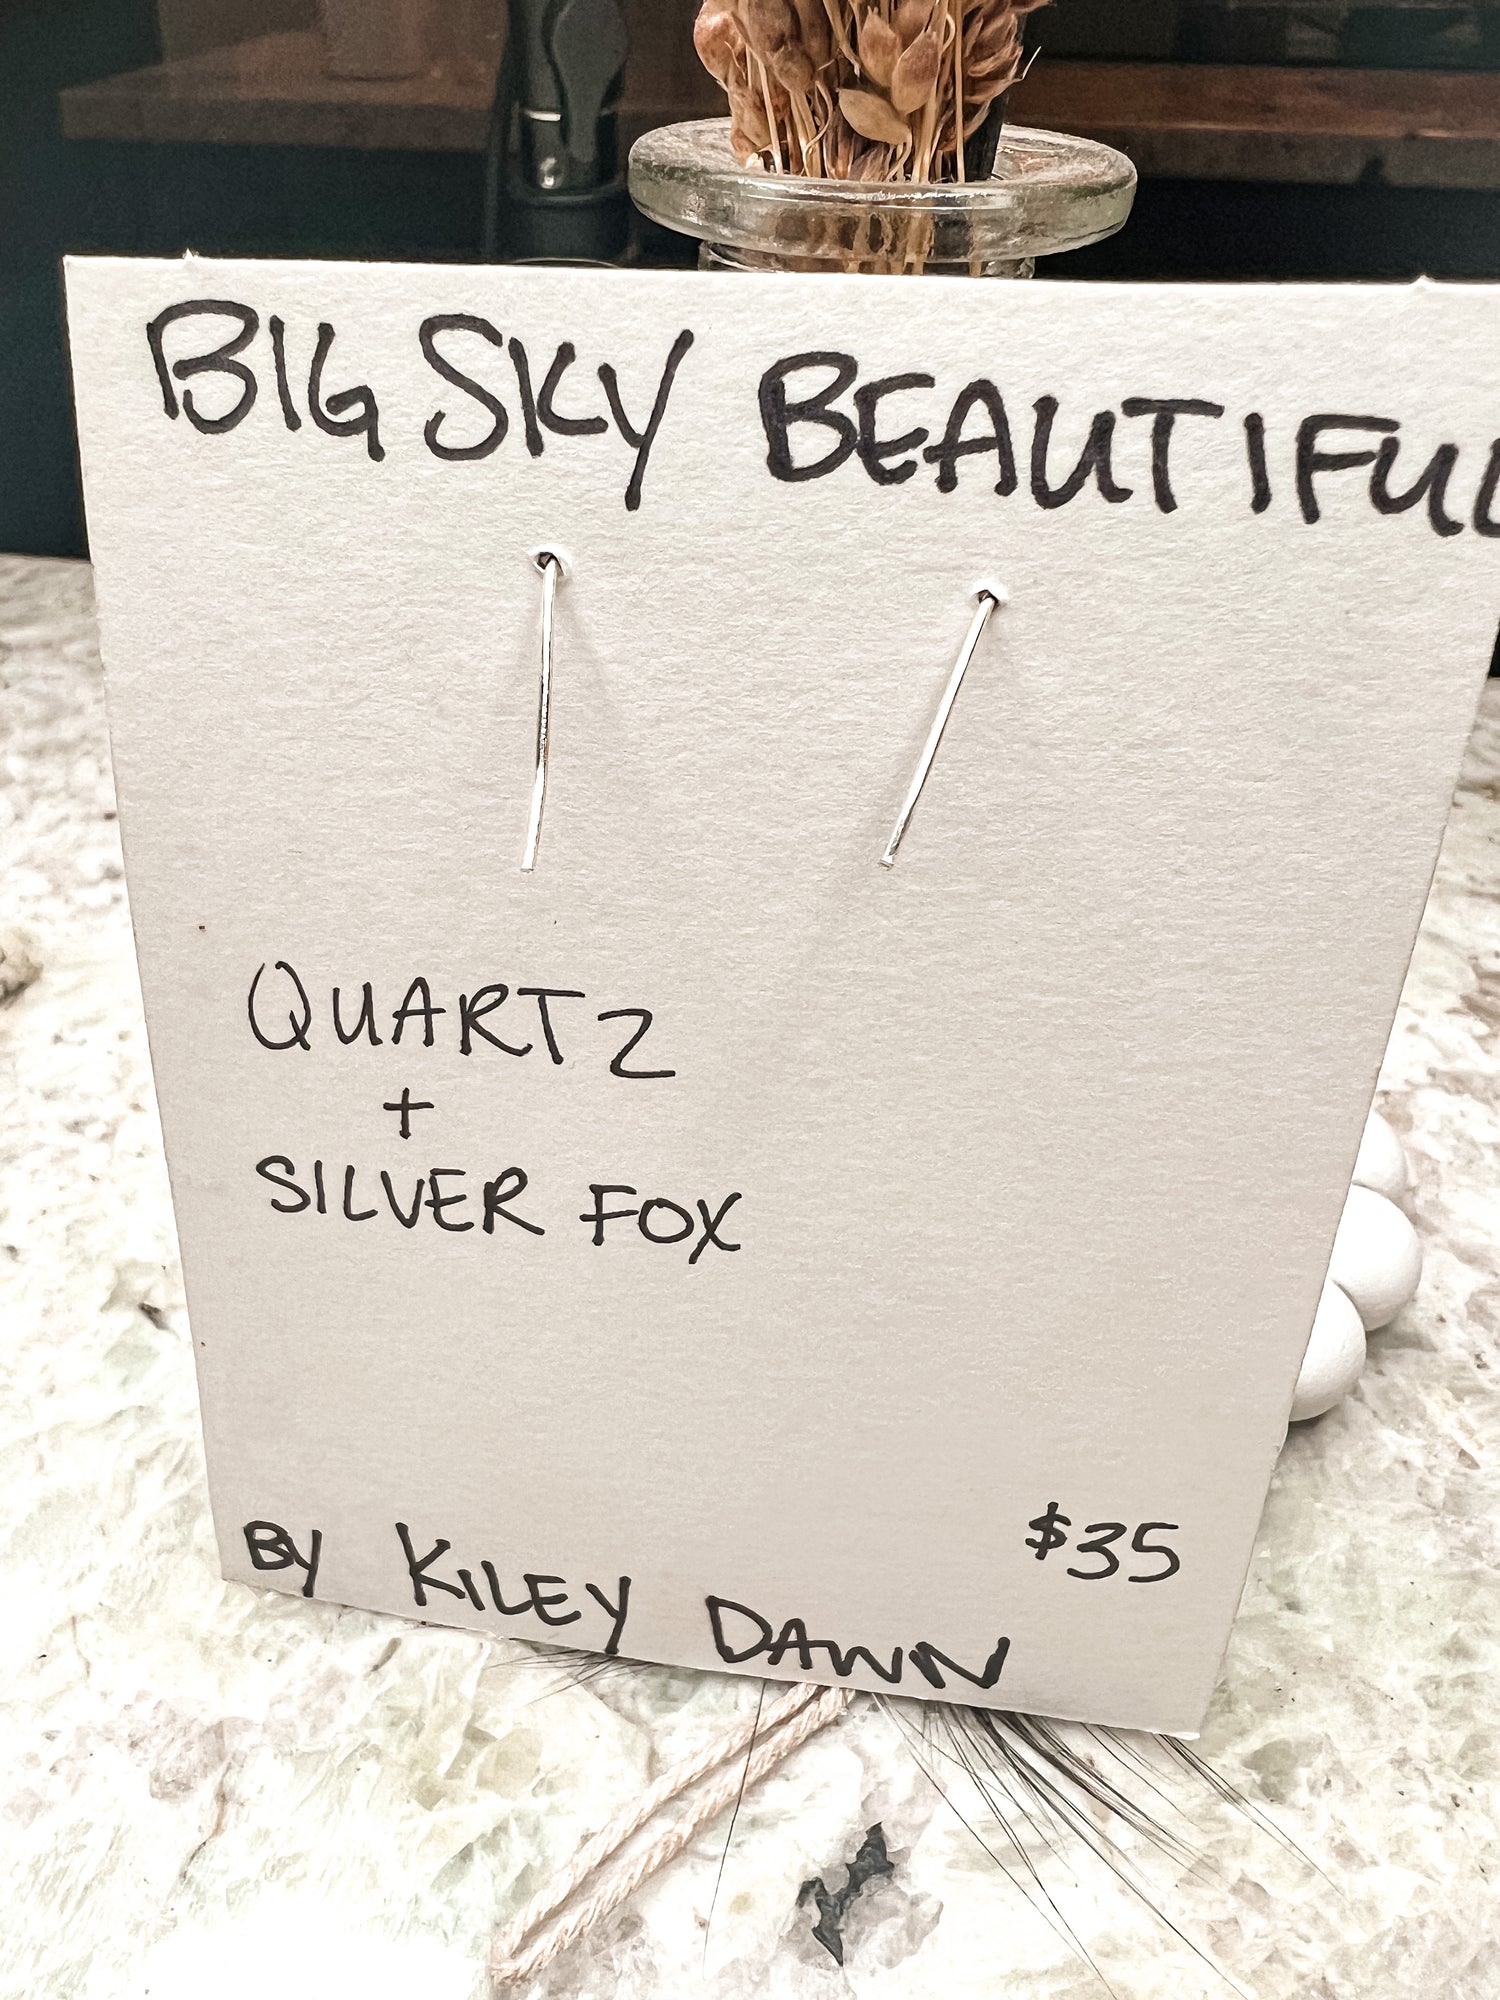 BIG SKY BEAUTIFUL
QUARTZ
+
SILVER FOX
$35
BY KILEY DAWN